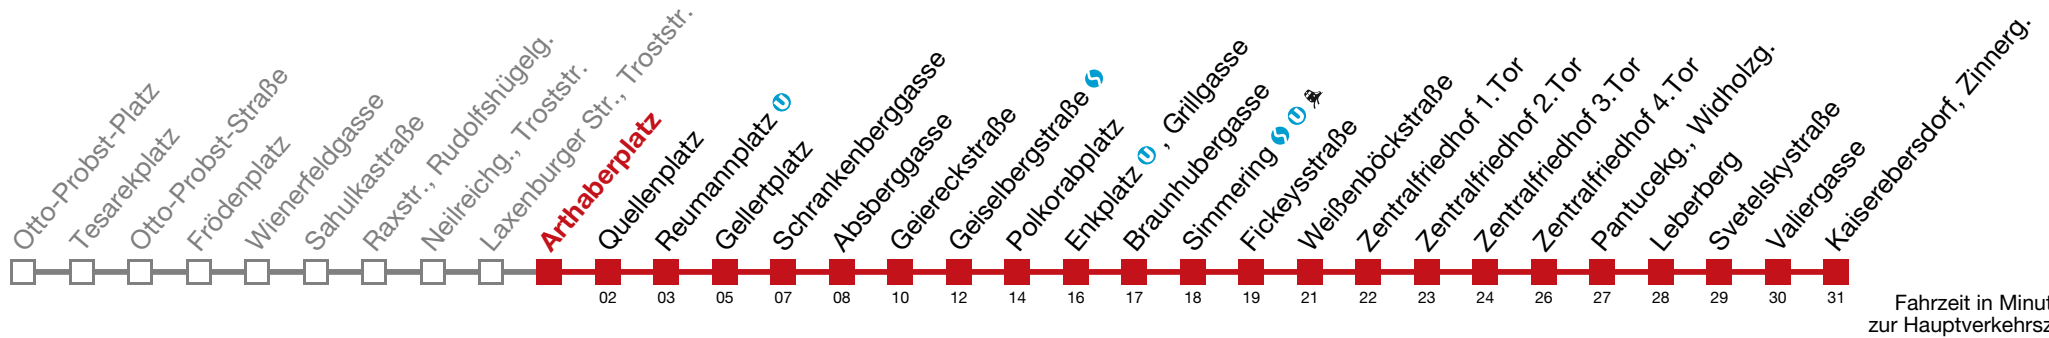 Otto-Probst-Platz
Tesarekplatz
Otto-Probst-Straße
Frödenplatz
Wienerfeldgasse
Sahulkastraße
Raxstr., Rudolfshügelg.
Neilreichg., Troststr.
Laxenburger Str., Troststr.
Arthaberplatz
Quellenplatz
Reumannplatz U
Gellertplatz
Schrankenberggasse
Absberggasse
Geiereckstraße
Geiselbergstraße S
Polkorabplatz
Enkplatz U , Grillgasse
Braunhubergasse
Simmering S U
Fickeysstraße
Weißenböckstraße
Zentralfriedhof 1.Tor
Zentralfriedhof 2.Tor
Zentralfriedhof 3.Tor
Zentralfriedhof 4.Tor
Pantucekg., Widholzg.
Leberberg
Svetelskystraße
Valiergasse
Kaiserebersdorf, Zinnerg.
02 03 05 07 08 10 12 14 16 17 18 19 21 22 23 24 26 27 28 29 30 31
Fahrzeit in Minut
zur Hauptverkehrsz